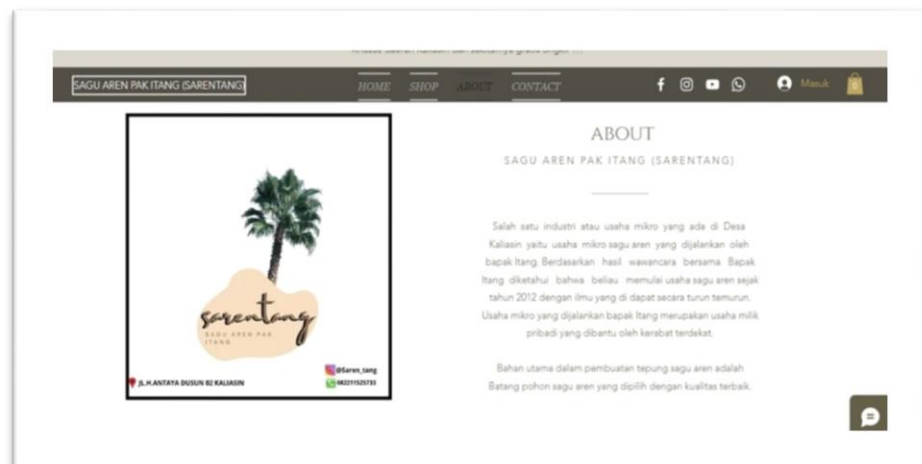 SAGU AREN PAK ITANG (SARENTANG)
HOME SHOP ABOUT CONTACT
Masuk
0
sarentang
SAGU AREN PAK
ITANG
JL.H.ANTAYA DUSUN 02 KALIASIN
@Saren_tang
082211525733
ABOUT
SAGU AREN PAK ITANG (SARENTANG)
Salah satu industri atau usaha mikro yang ada di Desa
Kaliasin yaitu usaha mikro sagu aren yang dijalankan oleh
bapak Itang. Berdasarkan hasil wawancara bersama Bapak
Itang diketahui bahwa beliau memulai usaha sagu aren sejak
tahun 2012 dengan ilmu yang di dapat secara turun temurun.
Usaha mikro yang dijalankan bapak Itang merupakan usaha milik
pribadi yang dibantu oleh kerabat terdekat.
Bahan utama dalam pembuatan tepung sagu aren adalah
Batang pohon sagu aren yang dipilih dengan kualitas terbaik.